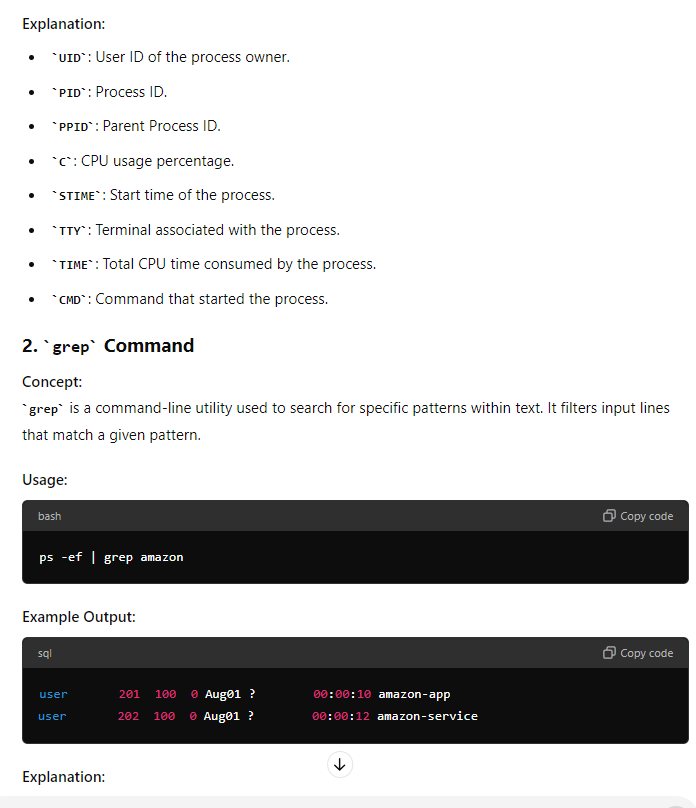 Explanation:
• `UID`: User ID of the process owner.
• `PID`: Process ID.
• `PPID`: Parent Process ID.
• `C`: CPU usage percentage.
• `STIME`: Start time of the process.
• `TTY`: Terminal associated with the process.
• `TIME`: Total CPU time consumed by the process.
• `CMD`: Command that started the process.
2. `grep` Command
Concept:
`grep` is a command-line utility used to search for specific patterns within text. It filters input lines
that match a given pattern.
Usage:
bash Copy code
ps -ef | grep amazon
Example Output:
sql Copy code
user 201 100 0 Aug01 ? 00:00:10 amazon-app
user 202 100 0 Aug01 ? 00:00:12 amazon-service
Explanation: